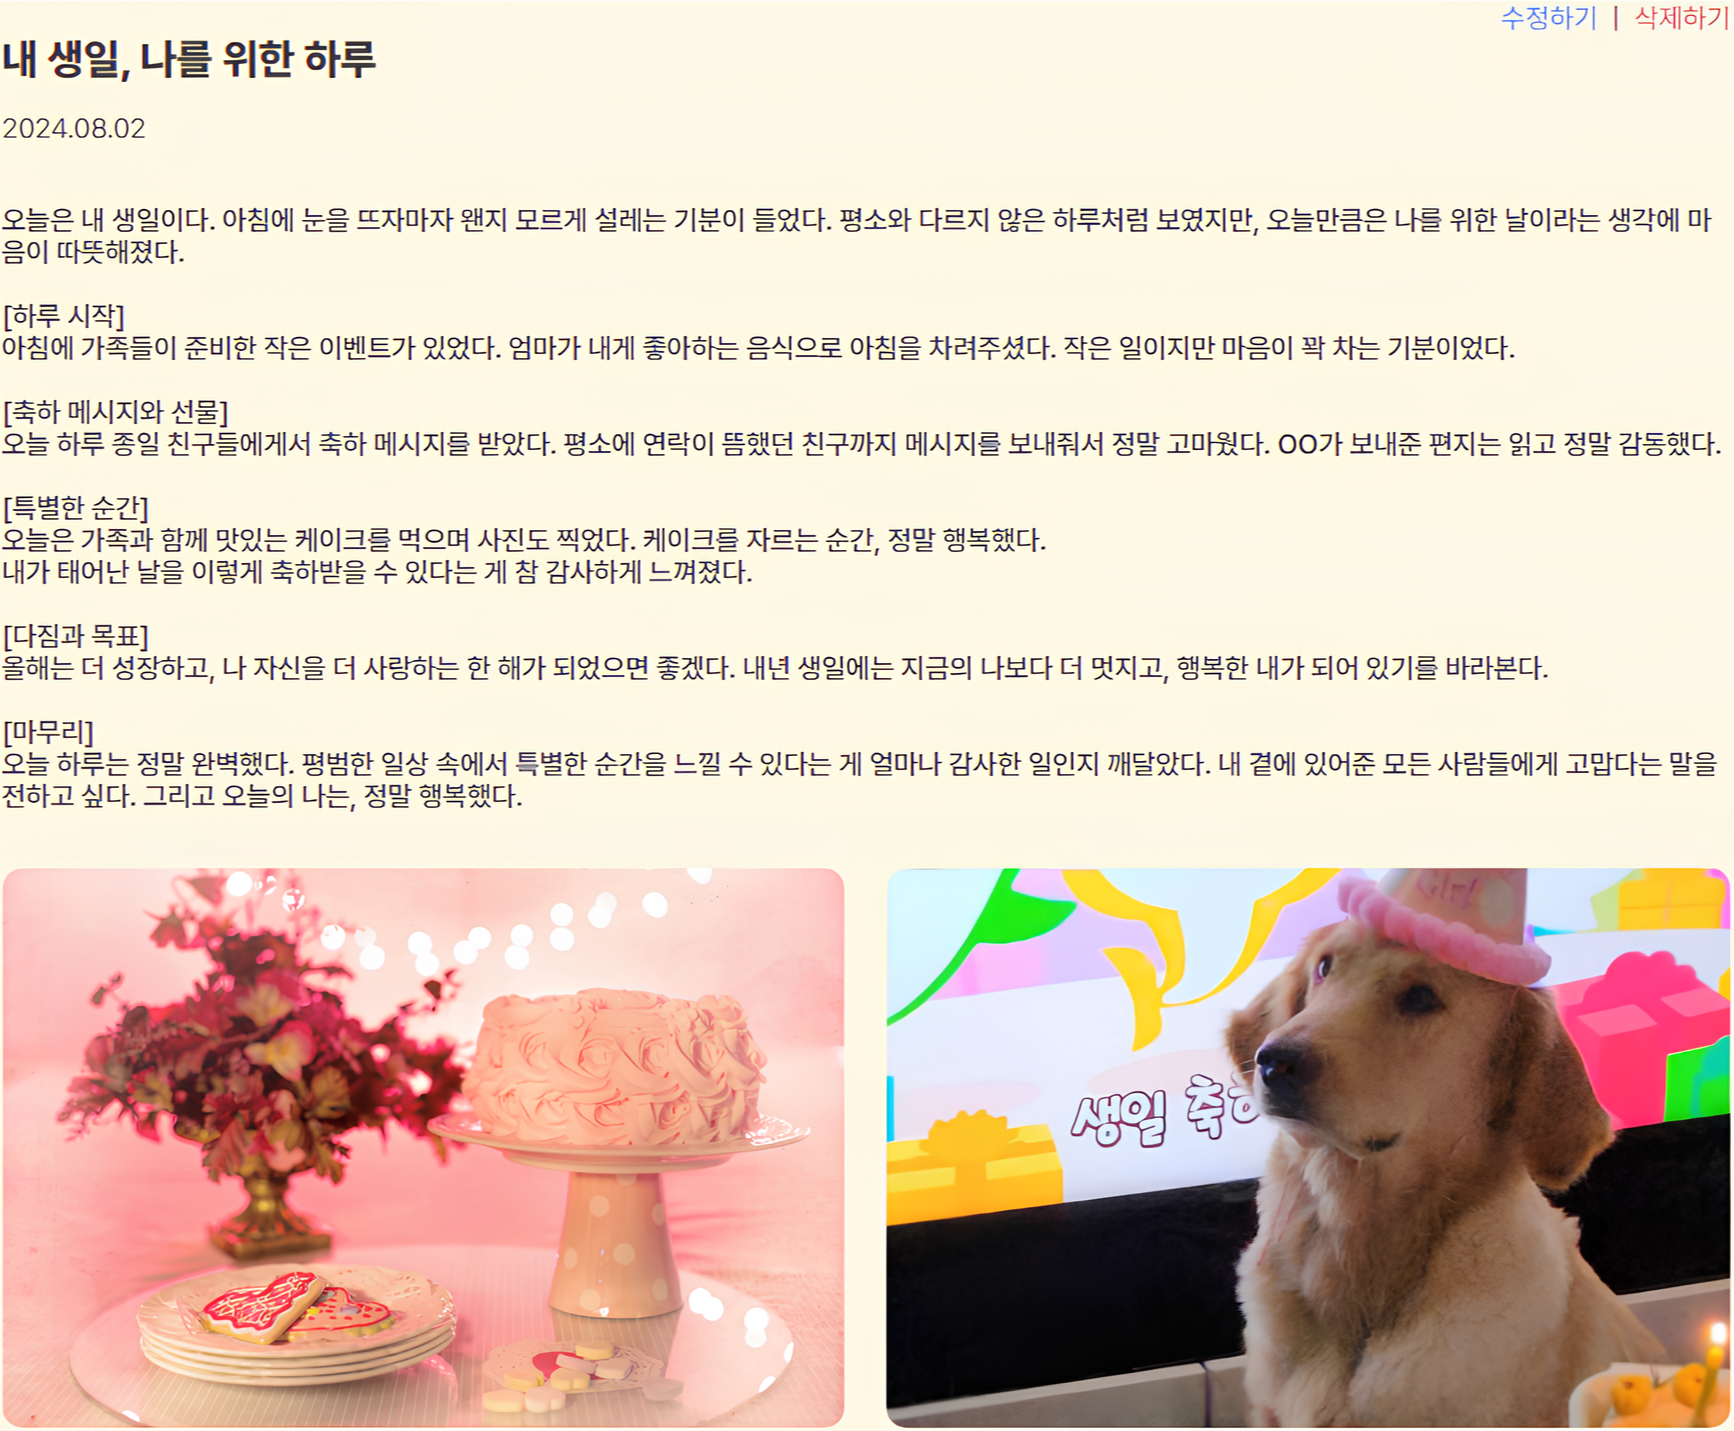 수정하기 | 삭제하기
내 생일, 나를 위한 하루
2024.08.02
오늘은 내 생일이다. 아침에 눈을 뜨자마자 왠지 모르게 설레는 기분이 들었다. 평소와 다르지 않은 하루처럼 보였지만, 오늘만큼은 나를 위한 날이라는 생각에 마
음이 따뜻해졌다.
[하루 시작]
아침에 가족들이 준비한 작은 이벤트가 있었다. 엄마가 내게 좋아하는 음식으로 아침을 차려주셨다. 작은 일이지만 마음이 꽉 차는 기분이었다.
[축하 메시지와 선물]
오늘 하루 종일 친구들에게서 축하 메시지를 받았다. 평소에 연락이 뜸했던 친구까지 메시지를 보내줘서 정말 고마웠다. OO가 보내준 편지는 읽고 정말 감동했다.
[특별한 순간]
오늘은 가족과 함께 맛있는 케이크를 먹으며 사진도 찍었다. 케이크를 자르는 순간, 정말 행복했다.
내가 태어난 날을 이렇게 축하받을 수 있다는 게 참 감사하게 느껴졌다.
[다짐과 목표]
올해는 더 성장하고, 나 자신을 더 사랑하는 한 해가 되었으면 좋겠다. 내년 생일에는 지금의 나보다 더 멋지고, 행복한 내가 되어 있기를 바라본다.
[마무리]
오늘 하루는 정말 완벽했다. 평범한 일상 속에서 특별한 순간을 느낄 수 있다는 게 얼마나 감사한 일인지 깨달았다. 내 곁에 있어준 모든 사람들에게 고맙다는 말을
전하고 싶다. 그리고 오늘의 나는, 정말 행복했다.
생일 축하